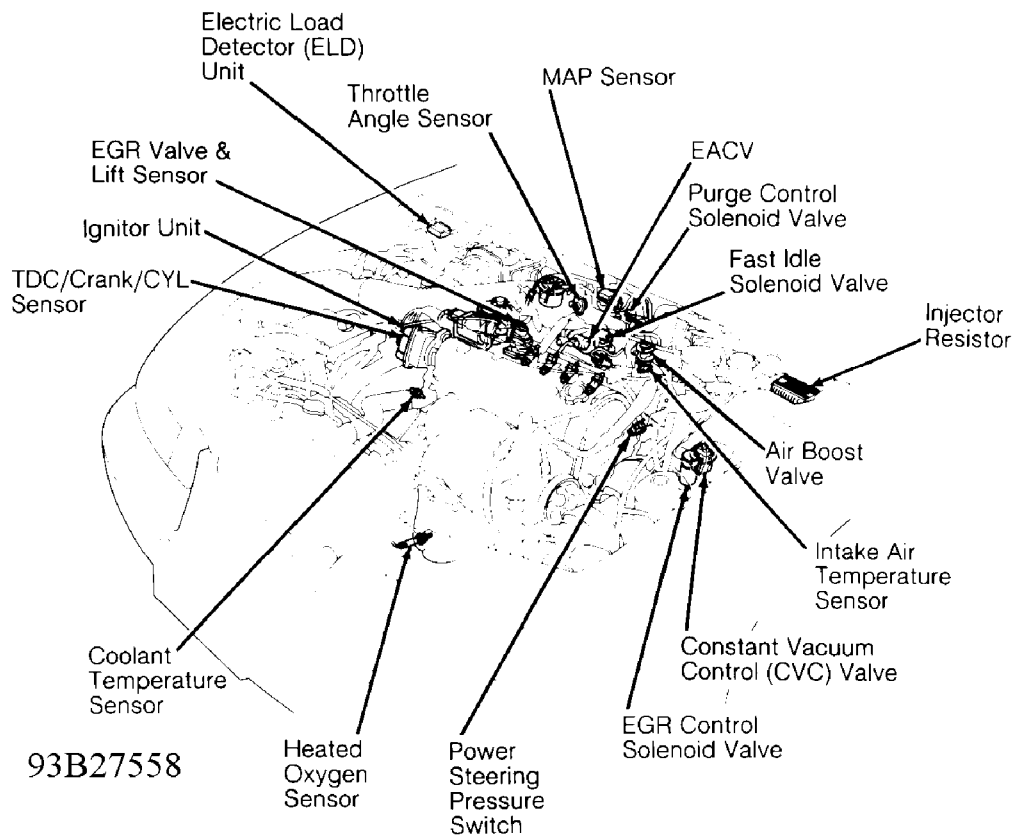 Electric Load
Detector (ELD)
Unit
MAP Sensor
Throttle
Angle Sensor
EGR Valve &
Lift Sensor
EACV
Purge Control
Solenoid Valve
Ignitor Unit
Fast Idle
Solenoid Valve
TDC/Crank/CYL
Sensor
Injector
Resistor
Air Boost
Valve
Intake Air
Temperature
Sensor
Coolant
Temperature
Sensor
Constant Vacuum
Control (CVC) Valve
EGR Control
Solenoid Valve
Heated
Oxygen
Sensor
Power
Steering
Pressure
Switch
93B27558